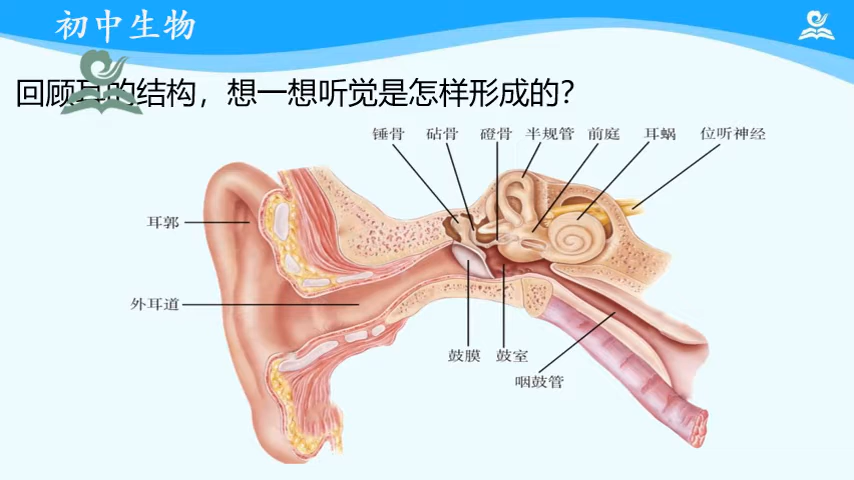 初中生物
回顾耳的结构，想一想听觉是怎样形成的？
锤骨 砧骨 镫骨 半规管 前庭 耳蜗 位听神经
耳郭
外耳道
鼓膜 鼓室
咽鼓管